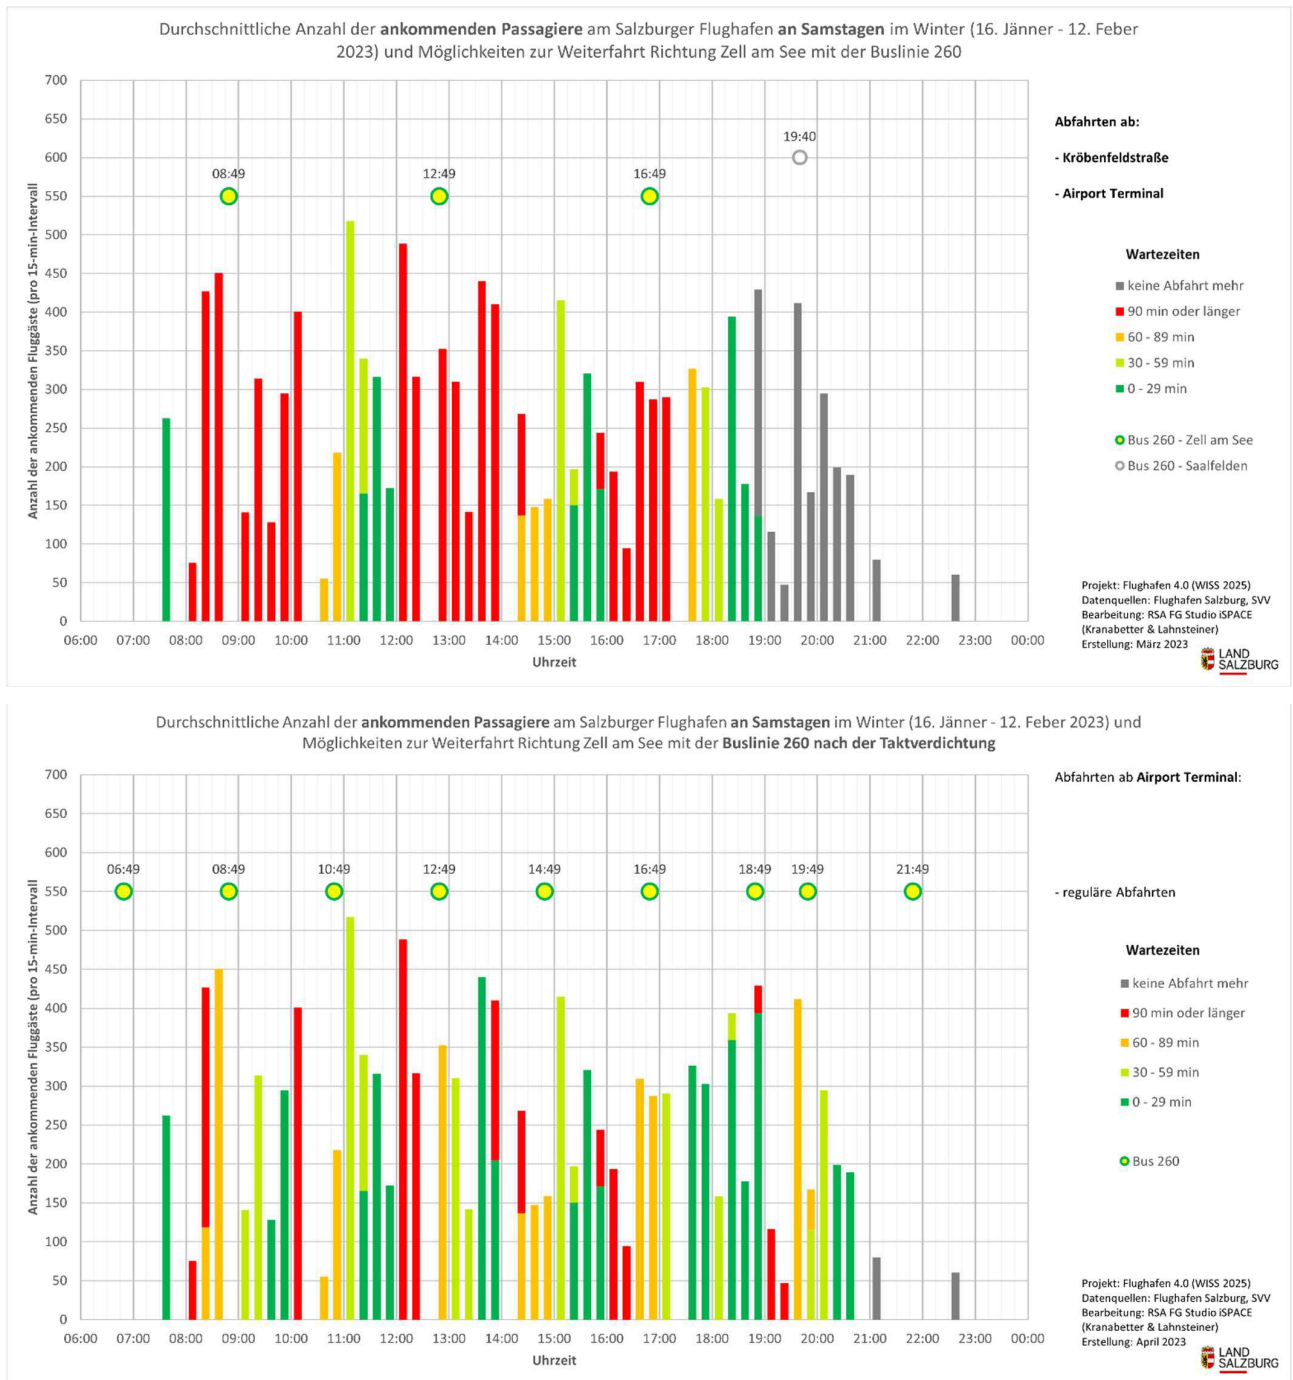 Durchschnittliche Anzahl der ankommenden Passagiere am Salzburger Flughafen an Samstagen im Winter (16. Jänner - 12. Feber
2023) und Möglichkeiten zur Weiterfahrt Richtung Zell am See mit der Buslinie 260
Anzahl der ankommenden Fluggäste (pro 15-min-Intervall
700
650
600
550
500
450
400
350
300
250
200
150
100
50
0
08:49
12:49
16:49
19:40
06:00 07:00 08:00 09:00 10:00 11:00 12:00 13:00 14:00 15:00 16:00 17:00 18:00 19:00 20:00 21:00 22:00 23:00 00:00
Uhrzeit
Abfahrten ab:
- Kröbenfeldstraße
- Airport Terminal
Wartezeiten
keine Abfahrt mehr
90 min oder länger
60 - 89 min
30 - 59 min
0 - 29 min
Bus 260 - Zell am See
Bus 260 - Saalfelden
Projekt: Flughafen 4.0 (WISS 2025)
Datenquellen: Flughafen Salzburg, SVV
Bearbeitung: RSA FG Studio iSPACE
(Kranabetter & Lahnsteiner)
Erstellung: März 2023
LAND
SALZBURG
Durchschnittliche Anzahl der ankommenden Passagiere am Salzburger Flughafen an Samstagen im Winter (16. Jänner - 12. Feber 2023) und
Möglichkeiten zur Weiterfahrt Richtung Zell am See mit der Buslinie 260 nach der Taktverdichtung
Anzahl der ankommenden Fluggäste (pro 15-min-Intervall
700
650
600
550
500
450
400
350
300
250
200
150
100
50
0
06:49 08:49 10:49 12:49 14:49 16:49 18:49 19:49 21:49
06:00 07:00 08:00 09:00 10:00 11:00 12:00 13:00 14:00 15:00 16:00 17:00 18:00 19:00 20:00 21:00 22:00 23:00 00:00
Uhrzeit
Abfahrten ab Airport Terminal:
- reguläre Abfahrten
Wartezeiten
keine Abfahrt mehr
90 min oder länger
60 - 89 min
30 - 59 min
0 - 29 min
Bus 260
Projekt: Flughafen 4.0 (WISS 2025)
Datenquellen: Flughafen Salzburg, SVV
Bearbeitung: RSA FG Studio iSPACE
(Kranabetter & Lahnsteiner)
Erstellung: April 2023
LAND
SALZBURG